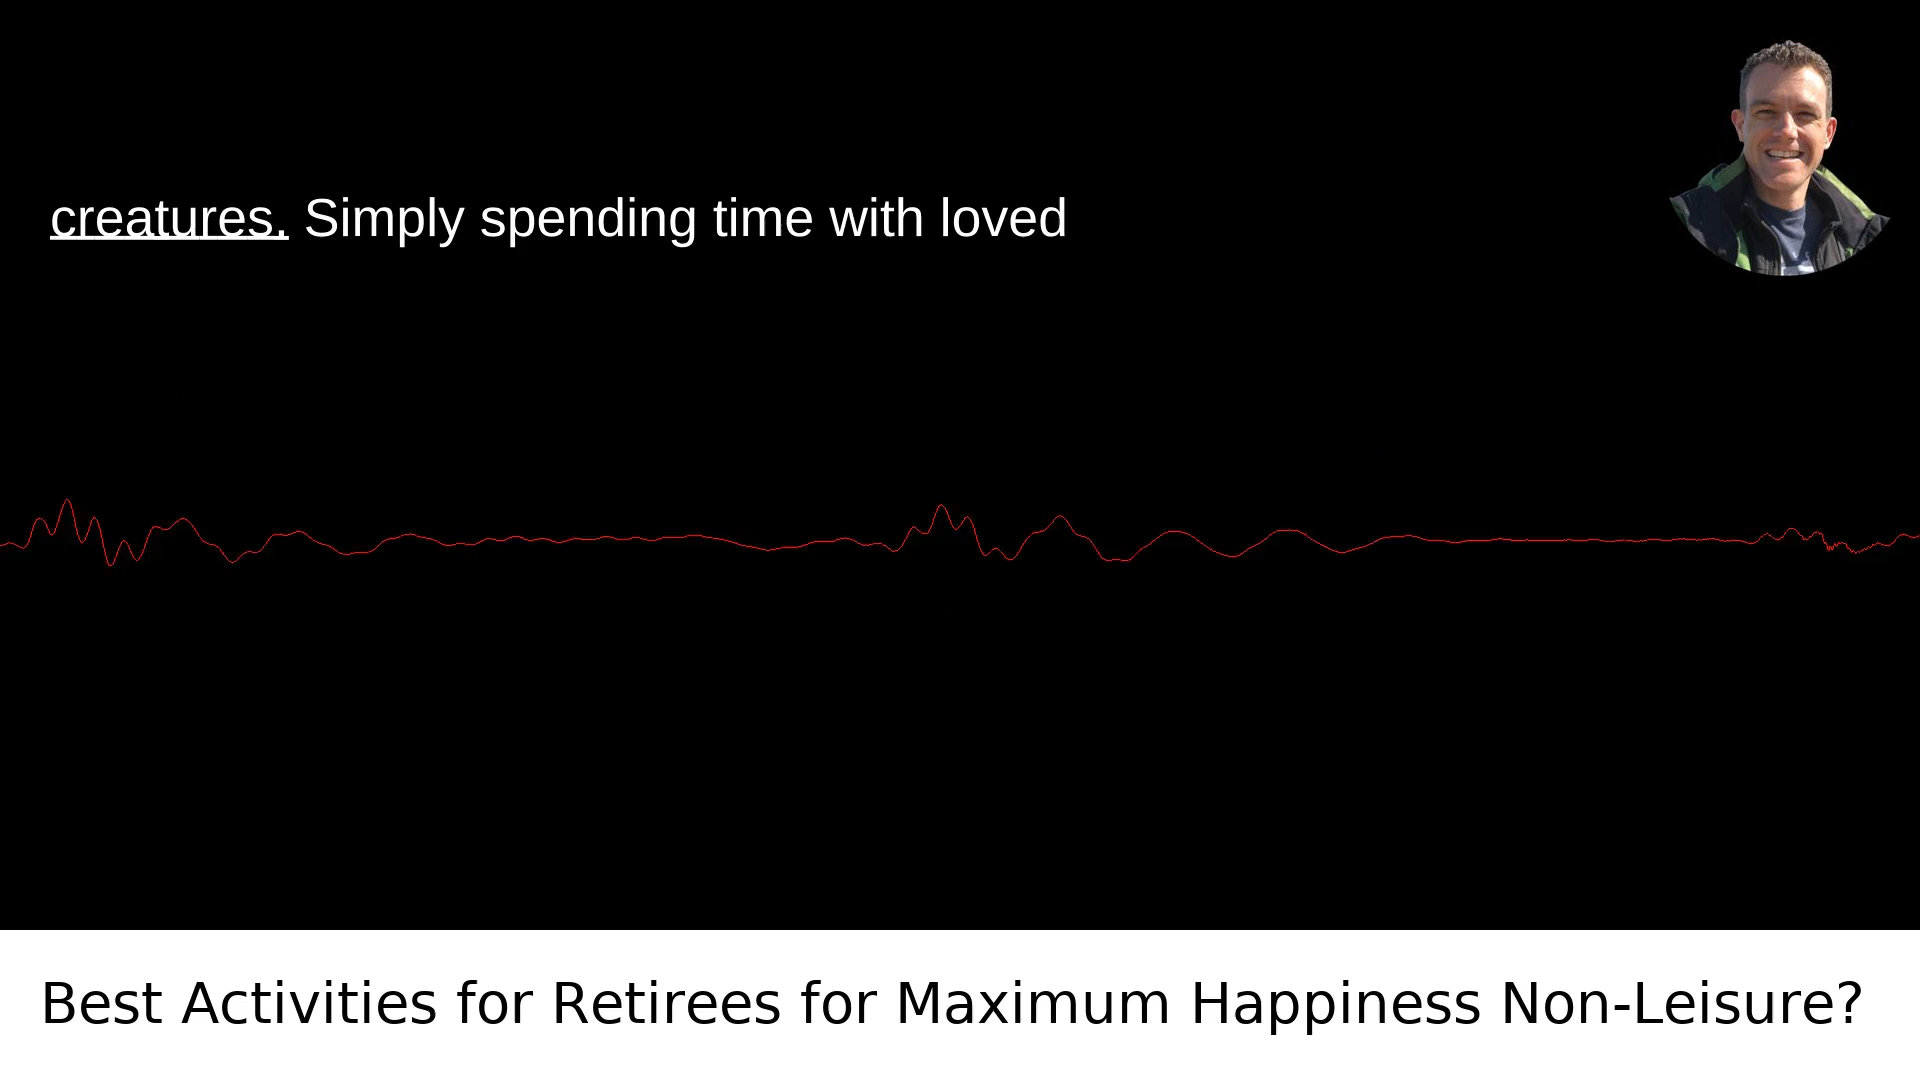 creatures. Simply spending time with loved
Best Activities for Retirees for Maximum Happiness Non-Leisure?